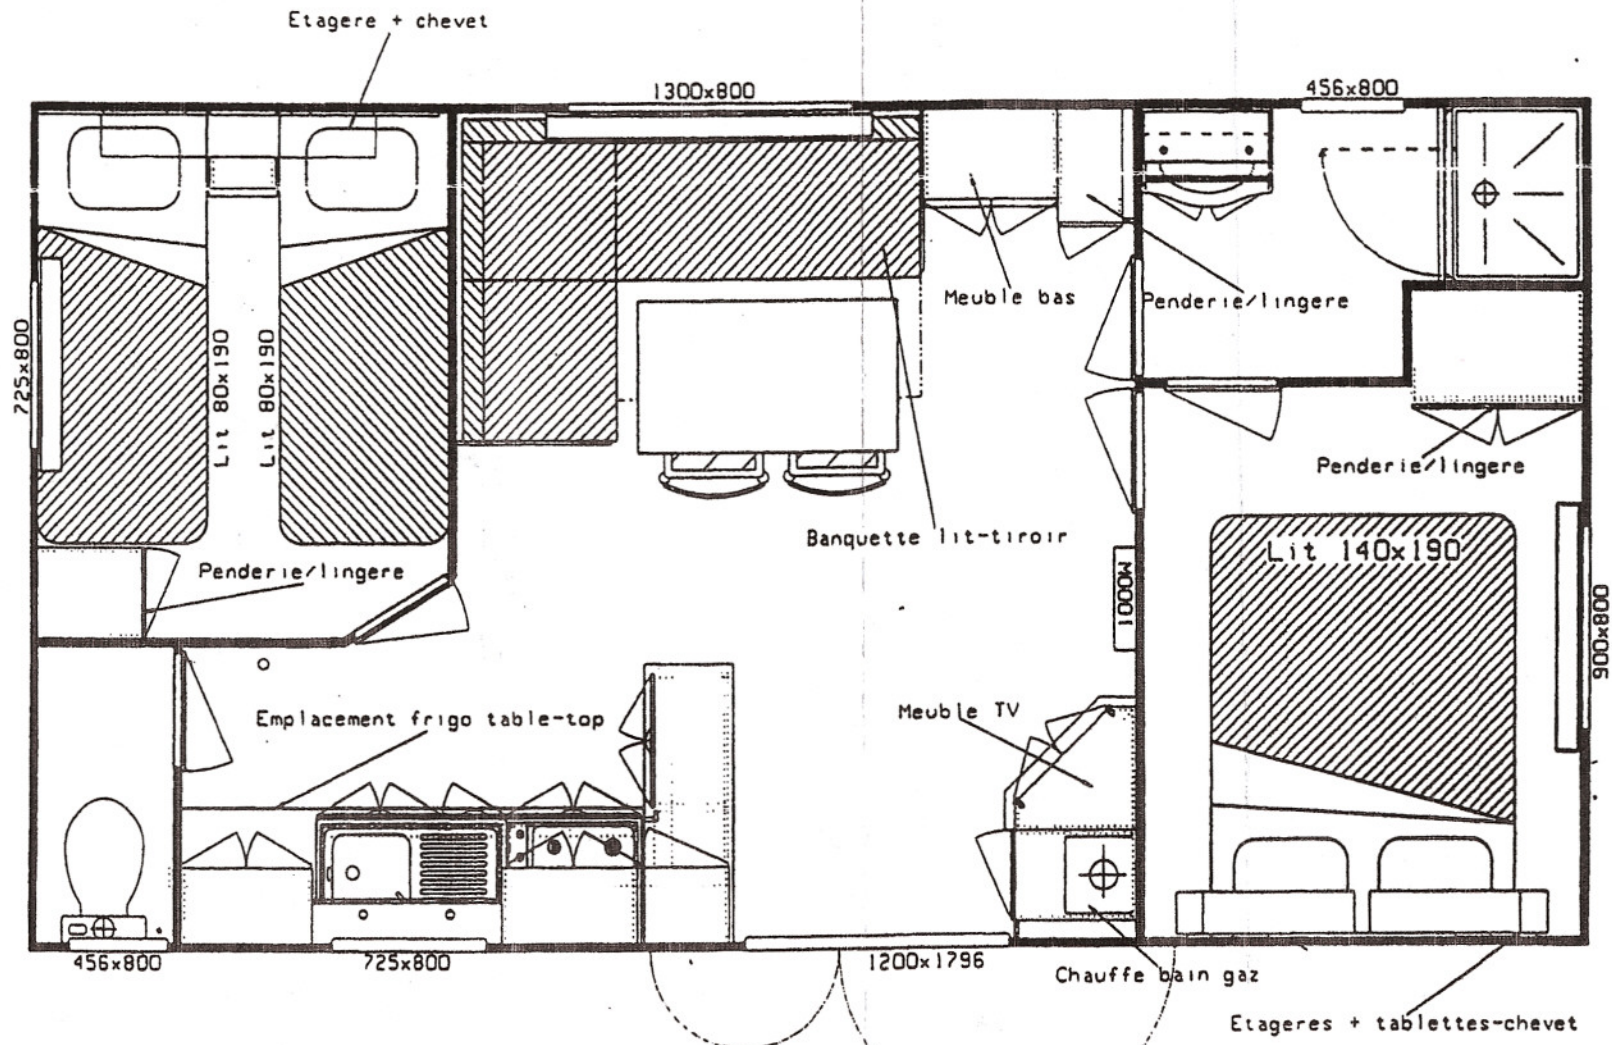 Etagere + chevet
1300x800
456x800
Meuble bas
Penderie/lingere
725x800
Lit 80x190
Lit 80x190
Penderie/lingere
Banquette lit-tiroir
Lit 140x190
Penderie/lingere
1000M
906x800
Emplacement frigo table-top
Meuble TV
456x800
725x800
1200x1796
Chauffe bain gaz
Etageres + tablettes-chevet